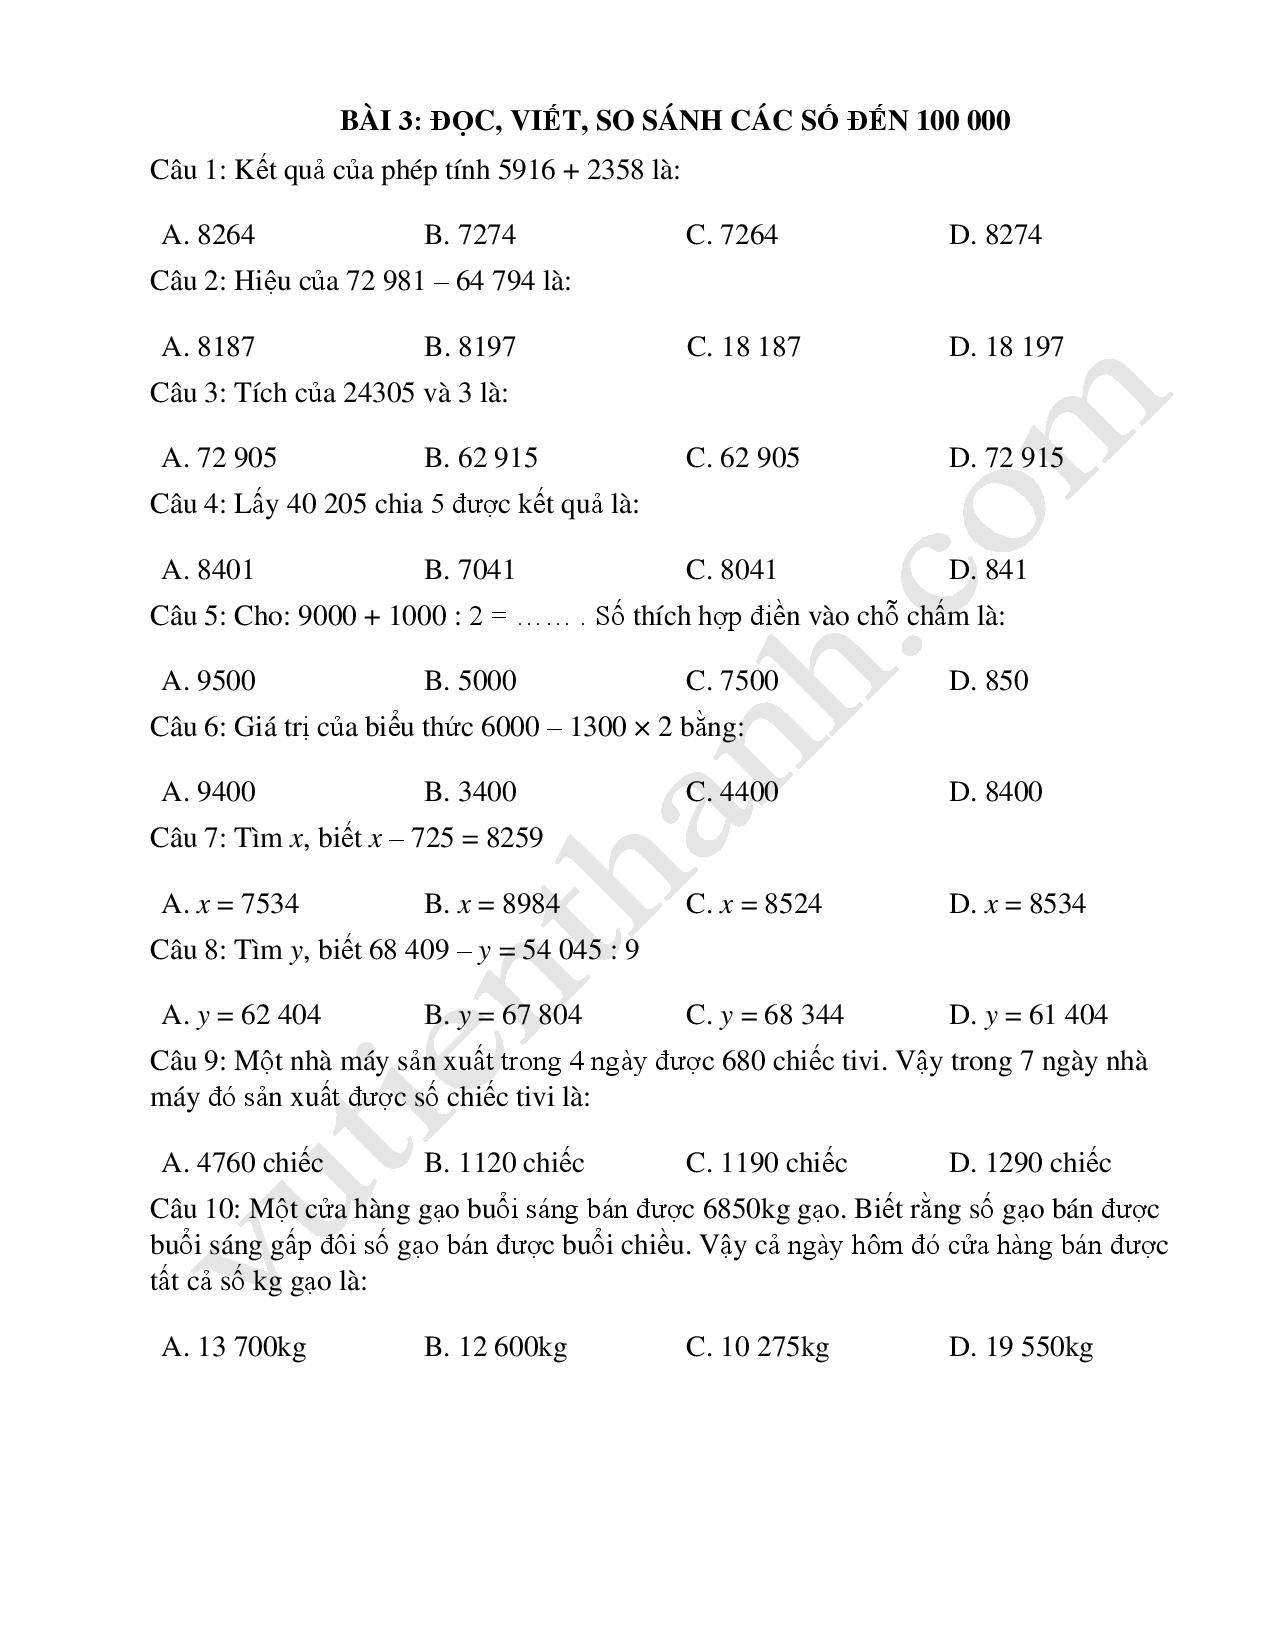 BÀI 3: ĐỌC, VIẾT, SO SÁNH CÁC SỐ ĐẾN 100 000
Câu 1: Kết quả của phép tính 5916 + 2358 là:
A. 8264 B. 7274 C. 7264 D. 8274
Câu 2: Hiệu của 72 981 – 64 794 là:
A. 8187 B. 8197 C. 18 187 D. 18 197
Câu 3: Tích của 24305 và 3 là:
A. 72 905 B. 62 915 C. 62 905 D. 72 915
Câu 4: Lấy 40 205 chia 5 được kết quả là:
A. 8401 B. 7041 C. 8041 D. 841
Câu 5: Cho: 9000 + 1000 : 2 = …… . Số thích hợp điền vào chỗ chấm là:
A. 9500 B. 5000 C. 7500 D. 850
Câu 6: Giá trị của biểu thức 6000 – 1300 × 2 bằng:
A. 9400 B. 3400 C. 4400 D. 8400
Câu 7: Tìm x, biết x – 725 = 8259
A. x = 7534 B. x = 8984 C. x = 8524 D. x = 8534
Câu 8: Tìm y, biết 68 409 – y = 54 045 : 9
A. y = 62 404 B. y = 67 804 C. y = 68 344 D. y = 61 404
Câu 9: Một nhà máy sản xuất trong 4 ngày được 680 chiếc tivi. Vậy trong 7 ngày nhà
máy đó sản xuất được số chiếc tivi là:
A. 4760 chiếc B. 1120 chiếc C. 1190 chiếc D. 1290 chiếc
Câu 10: Một cửa hàng gạo buổi sáng bán được 6850kg gạo. Biết rằng số gạo bán được
buổi sáng gấp đôi số gạo bán được buổi chiều. Vậy cả ngày hôm đó cửa hàng bán được
tất cả số kg gạo là:
A. 13 700kg B. 12 600kg C. 10 275kg D. 19 550kg
vutienthanh.com